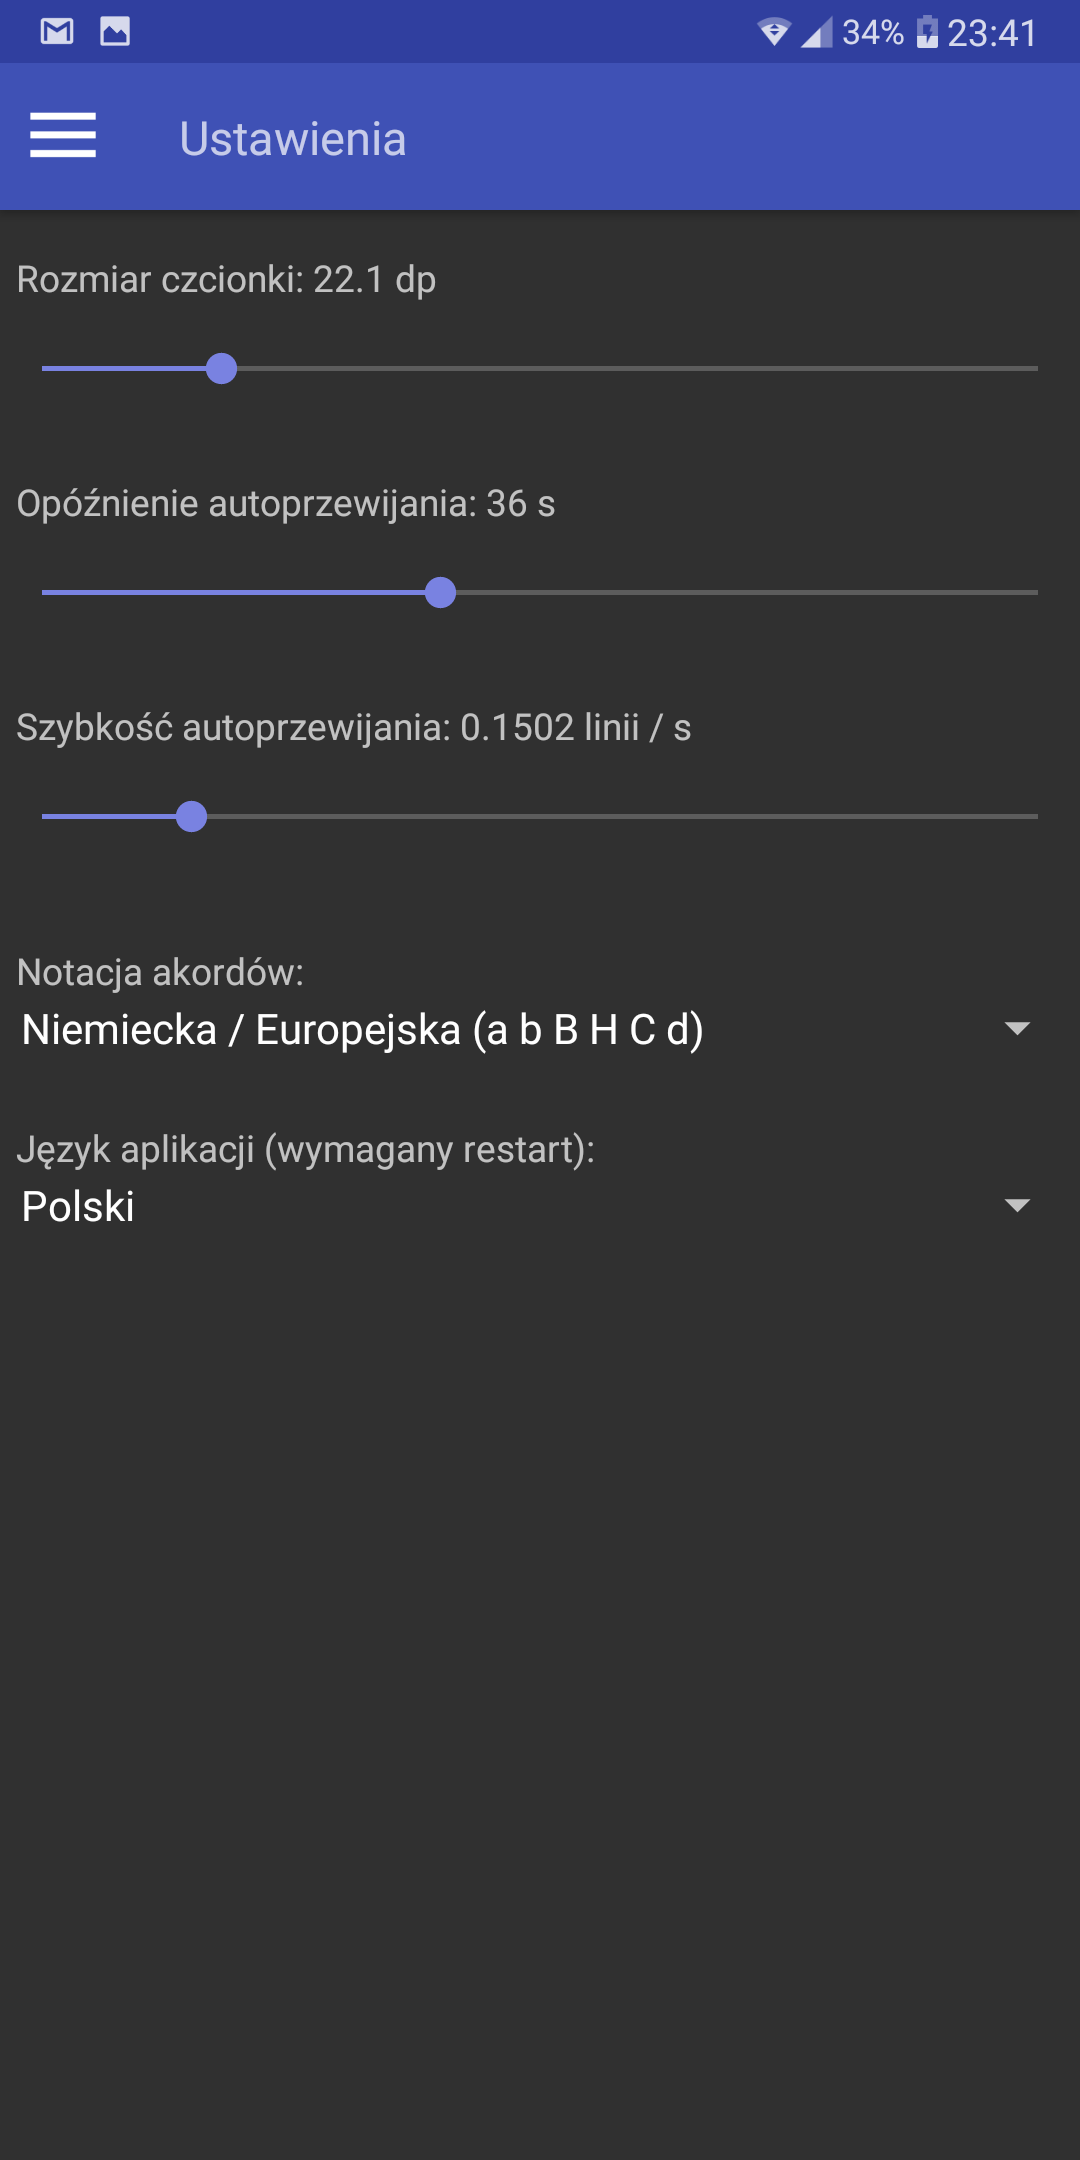 34% 23:41
Ustawienia
Rozmiar czcionki: 22.1 dp
Opóźnienie autoprzewijania: 36 s
Szybkość autoprzewijania: 0.1502 linii / s
Notacja akordów:
Niemiecka / Europejska (a b B H C d)
Język aplikacji (wymagany restart):
Polski